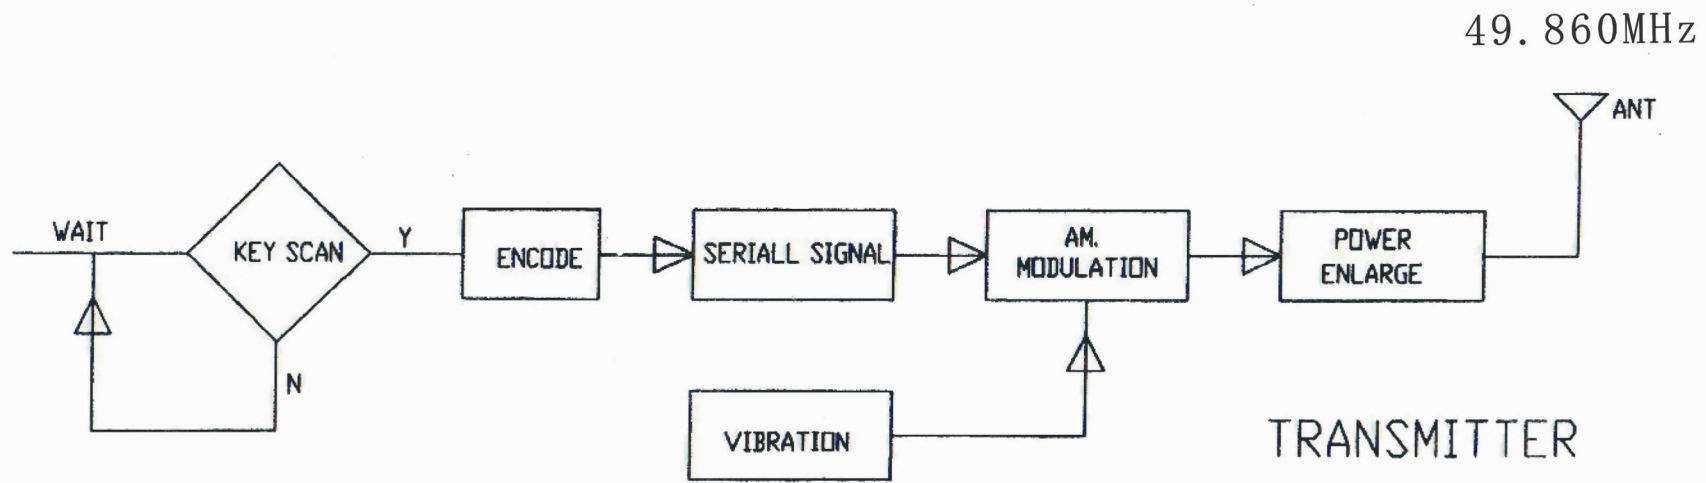 49.860MHz
ANT
WAIT
KEY SCAN
Y
N
ENCODE
SERIALL SIGNAL
AM.
MODULATION
POWER
ENLARGE
VIBRATION
TRANSMITTER